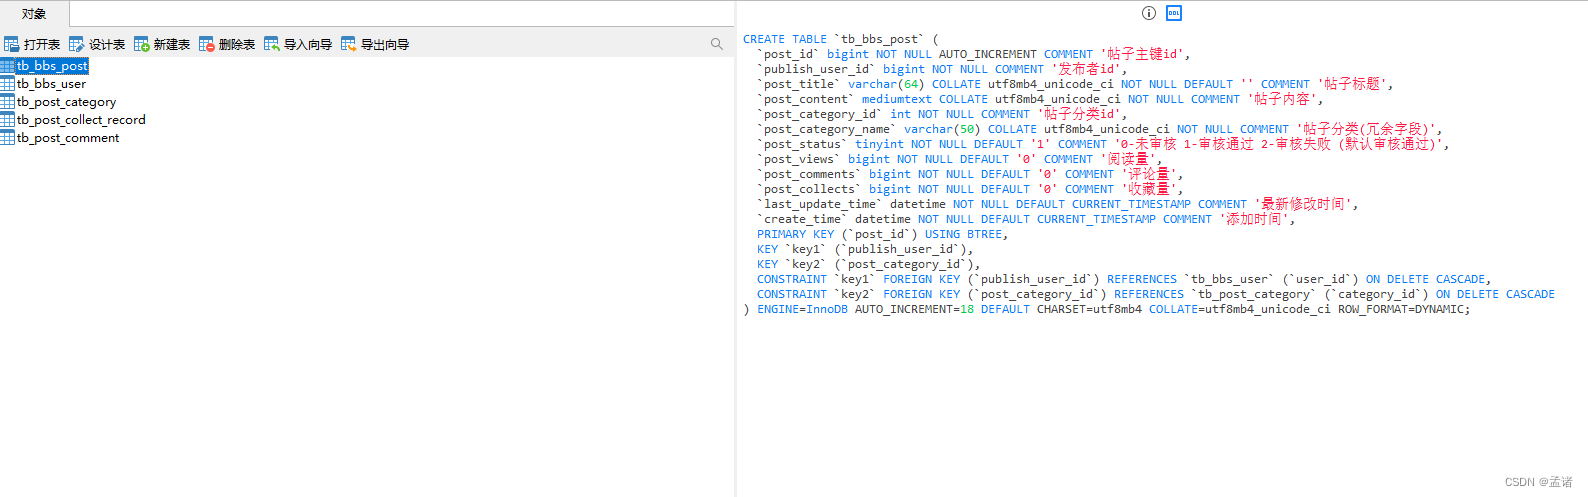 对象
打开表 设计表 新建表 删除表 导入向导 导出向导
tb_bbs_post
tb_bbs_user
tb_post_category
tb_post_collect_record
tb_post_comment
DDL
CREATE TABLE `tb_bbs_post` (
  `post_id` bigint NOT NULL AUTO_INCREMENT COMMENT '帖子主键id',
  `publish_user_id` bigint NOT NULL COMMENT '发布者id',
  `post_title` varchar(64) COLLATE utf8mb4_unicode_ci NOT NULL DEFAULT '' COMMENT '帖子标题',
  `post_content` mediumtext COLLATE utf8mb4_unicode_ci NOT NULL COMMENT '帖子内容',
  `post_category_id` int NOT NULL COMMENT '帖子分类id',
  `post_category_name` varchar(50) COLLATE utf8mb4_unicode_ci NOT NULL COMMENT '帖子分类(冗余字段)',
  `post_status` tinyint NOT NULL DEFAULT '1' COMMENT '0-未审核 1-审核通过 2-审核失败 (默认审核通过)',
  `post_views` bigint NOT NULL DEFAULT '0' COMMENT '阅读量',
  `post_comments` bigint NOT NULL DEFAULT '0' COMMENT '评论量',
  `post_collects` bigint NOT NULL DEFAULT '0' COMMENT '收藏量',
  `last_update_time` datetime NOT NULL DEFAULT CURRENT_TIMESTAMP COMMENT '最新修改时间',
  `create_time` datetime NOT NULL DEFAULT CURRENT_TIMESTAMP COMMENT '添加时间',
  PRIMARY KEY (`post_id`) USING BTREE,
  KEY `key1` (`publish_user_id`),
  KEY `key2` (`post_category_id`),
  CONSTRAINT `key1` FOREIGN KEY (`publish_user_id`) REFERENCES `tb_bbs_user` (`user_id`) ON DELETE CASCADE,
  CONSTRAINT `key2` FOREIGN KEY (`post_category_id`) REFERENCES `tb_post_category` (`category_id`) ON DELETE CASCADE
) ENGINE=InnoDB AUTO_INCREMENT=18 DEFAULT CHARSET=utf8mb4 COLLATE=utf8mb4_unicode_ci ROW_FORMAT=DYNAMIC;
CSDN @孟诸